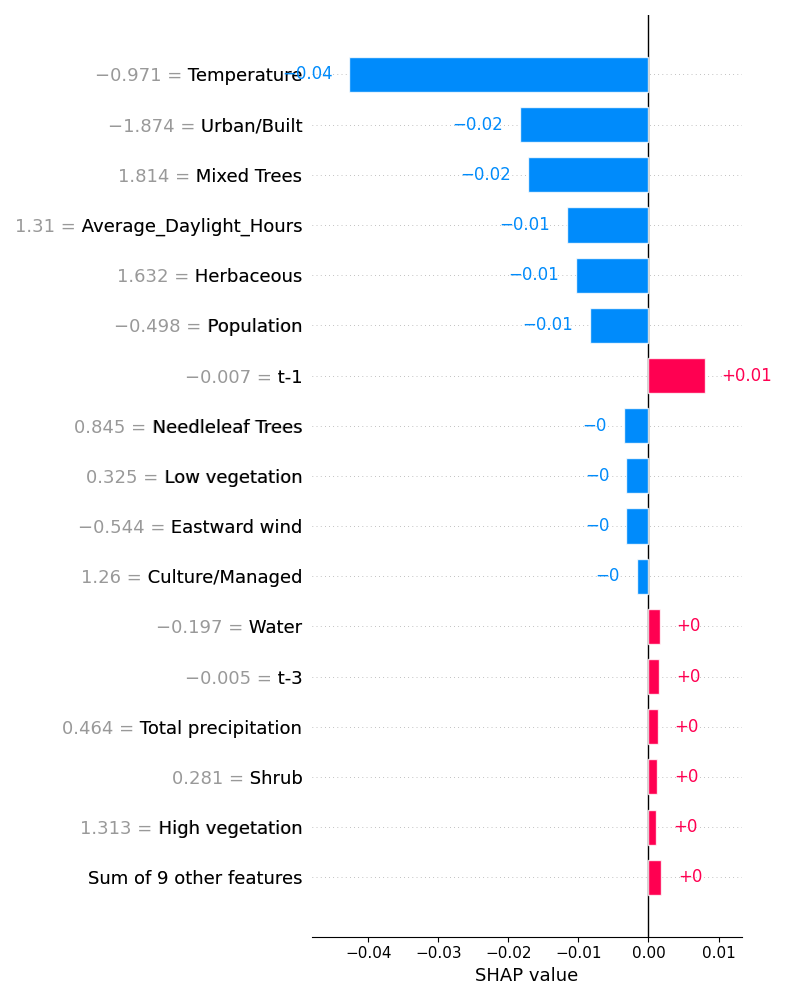 −0.971 = Temperature −0.04
−1.874 = Urban/Built −0.02
1.814 = Mixed Trees −0.02
1.31 = Average_Daylight_Hours −0.01
1.632 = Herbaceous −0.01
−0.498 = Population −0.01
−0.007 = t-1 +0.01
0.845 = Needleleaf Trees −0
0.325 = Low vegetation −0
−0.544 = Eastward wind −0
1.26 = Culture/Managed −0
−0.197 = Water +0
−0.005 = t-3 +0
0.464 = Total precipitation +0
0.281 = Shrub +0
1.313 = High vegetation +0
Sum of 9 other features +0
−0.04 −0.03 −0.02 −0.01 0.00 0.01
SHAP value